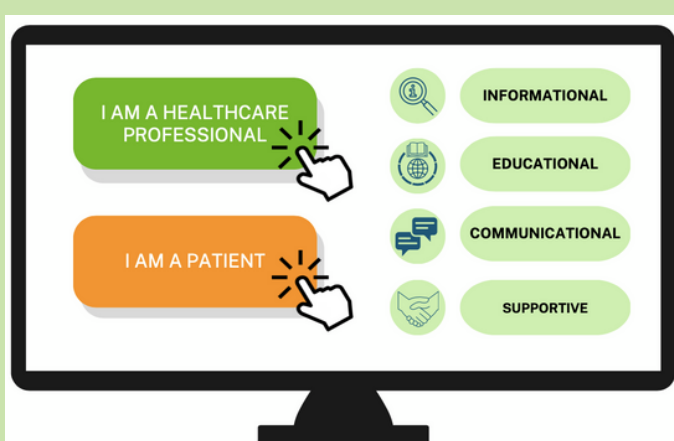 I AM A HEALTHCARE
PROFESSIONAL
I AM A PATIENT
INFORMATIONAL
EDUCATIONAL
COMMUNICATIONAL
SUPPORTIVE